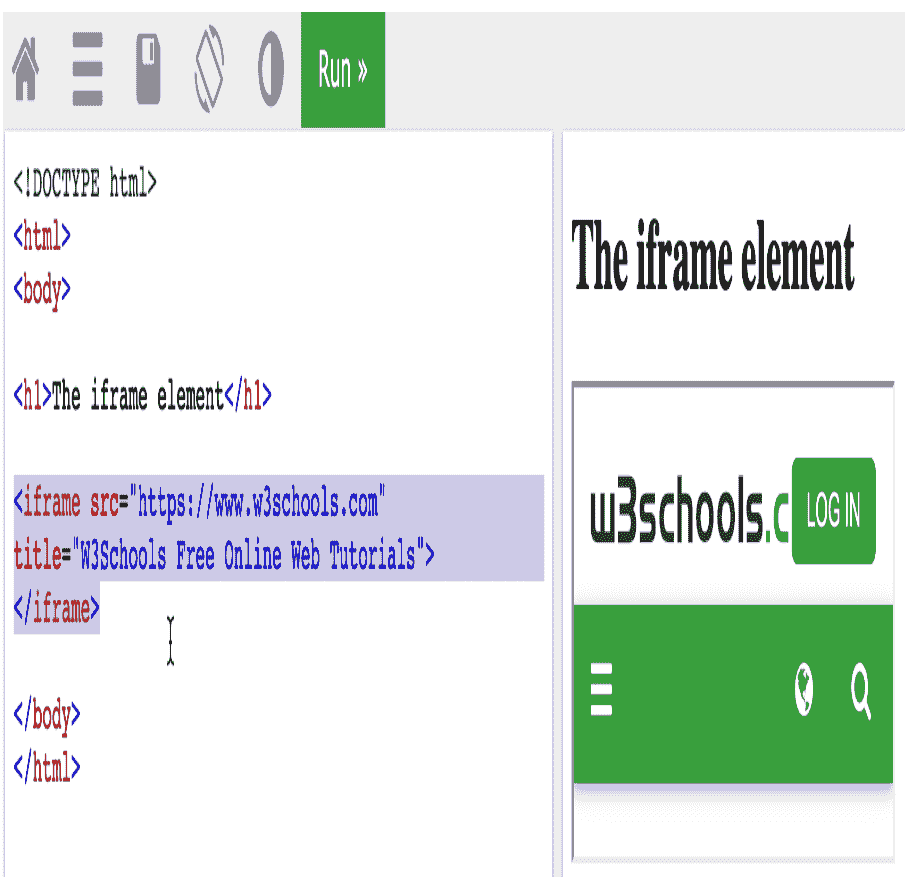 Run »
<!DOCTYPE html>
<html>
<body>
<h1>The iframe element</h1>
<iframe src="https://www.w3schools.com"
title="W3Schools Free Online Web Tutorials">
</iframe>
</body>
</html>
The iframe element
w3schools.c
LOG IN